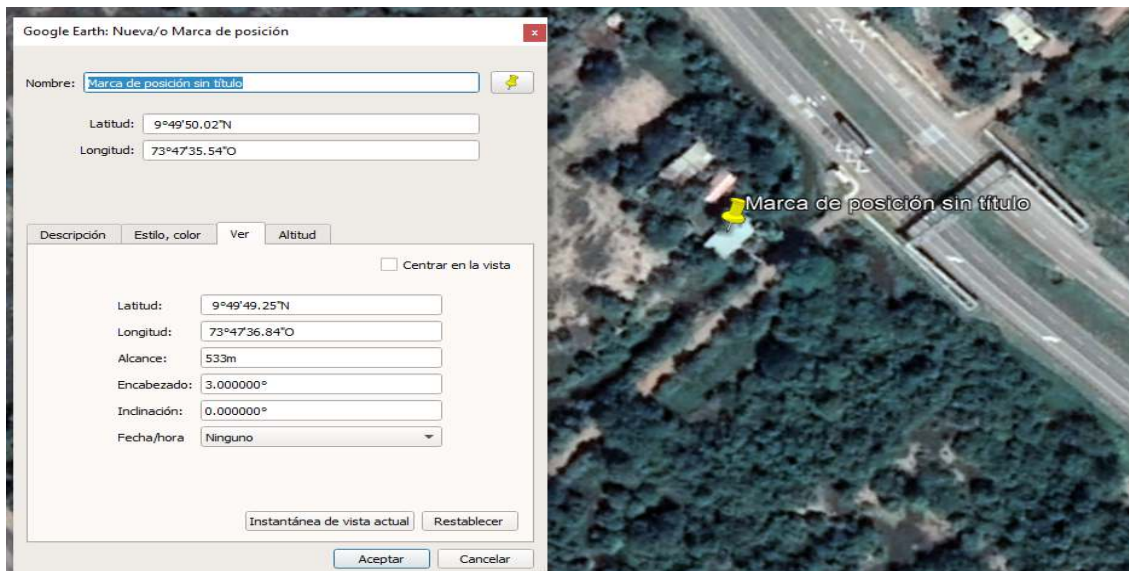 Google Earth: Nueva/o Marca de posición
Nombre: Marca de posición sin título
Latitud: 9°49'50.02"N
Longitud: 73°47'35.54"O
Descripción Estilo, color Ver Altitud
Centrar en la vista
Latitud: 9°49'49.25"N
Longitud: 73°47'36.84"O
Alcance: 533m
Encabezado: 3.000000°
Inclinación: 0.000000°
Fecha/hora Ninguno
Instantánea de vista actual Restablecer
Aceptar Cancelar
Marca de posición sin título